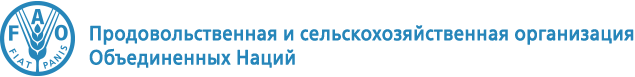 F A O
FIAT PANIS
Продовольственная и сельскохозяйственная организация
Объединенных Наций